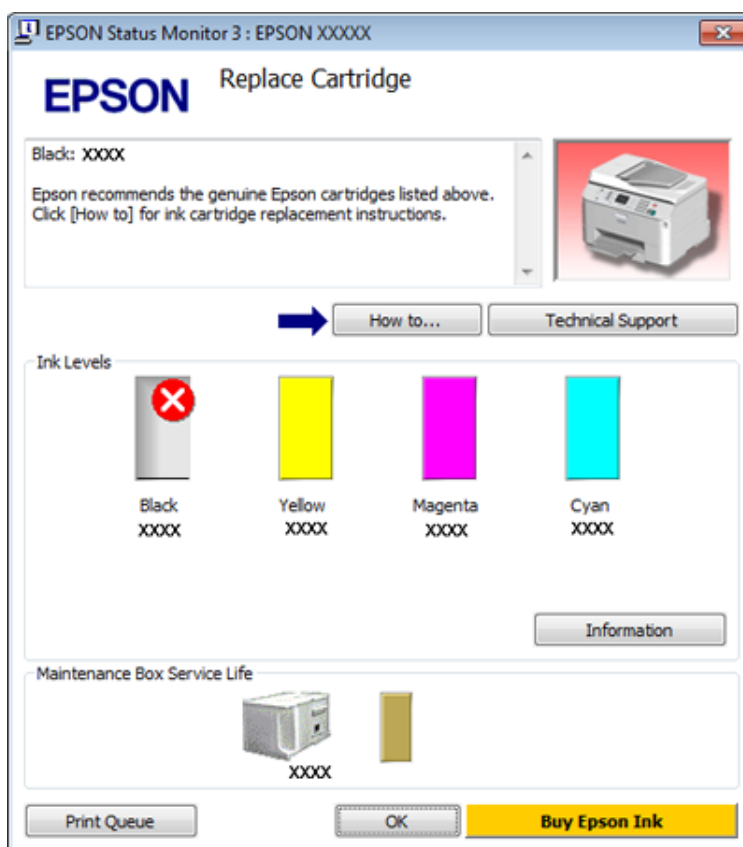 EPSON Status Monitor 3 : EPSON XXXXX
EPSON
Replace Cartridge
Black: XXXX
Epson recommends the genuine Epson cartridges listed above.
Click [How to] for ink cartridge replacement instructions.
How to...
Technical Support
Ink Levels
Black
Yellow
Magenta
Cyan
XXXX
XXXX
XXXX
XXXX
Information
Maintenance Box Service Life
XXXX
Print Queue
OK
Buy Epson Ink